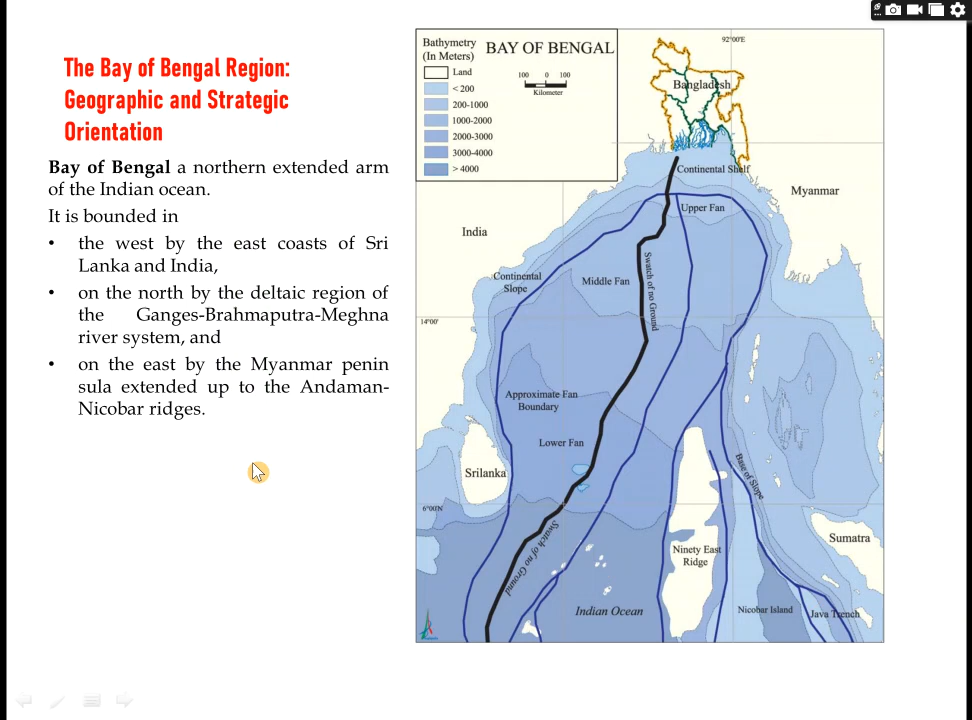 The Bay of Bengal Region:
Geographic and Strategic
Orientation
Bay of Bengal a northern extended arm
of the Indian ocean.
It is bounded in
• the west by the east coasts of Sri
Lanka and India,
• on the north by the deltaic region of
the Ganges-Brahmaputra-Meghna
river system, and
• on the east by the Myanmar penin
sula extended up to the Andaman-
Nicobar ridges.
Bathymetry
(In Meters)
BAY OF BENGAL
Land
< 200
200-1000
1000-2000
2000-3000
3000-4000
> 4000
100 0 100
Kilometer
92°00'E
Bangladesh
Continental Shelf
Myanmar
Upper Fan
India
Swatch of no Ground
Continental
Slope
Middle Fan
14°00'
Approximate Fan
Boundary
Lower Fan
Srilanka
Base of Slope
6°00'N
Sumatra
Swatch of no Ground
Ninety East
Ridge
Indian Ocean
Nicobar Island
Java Trench